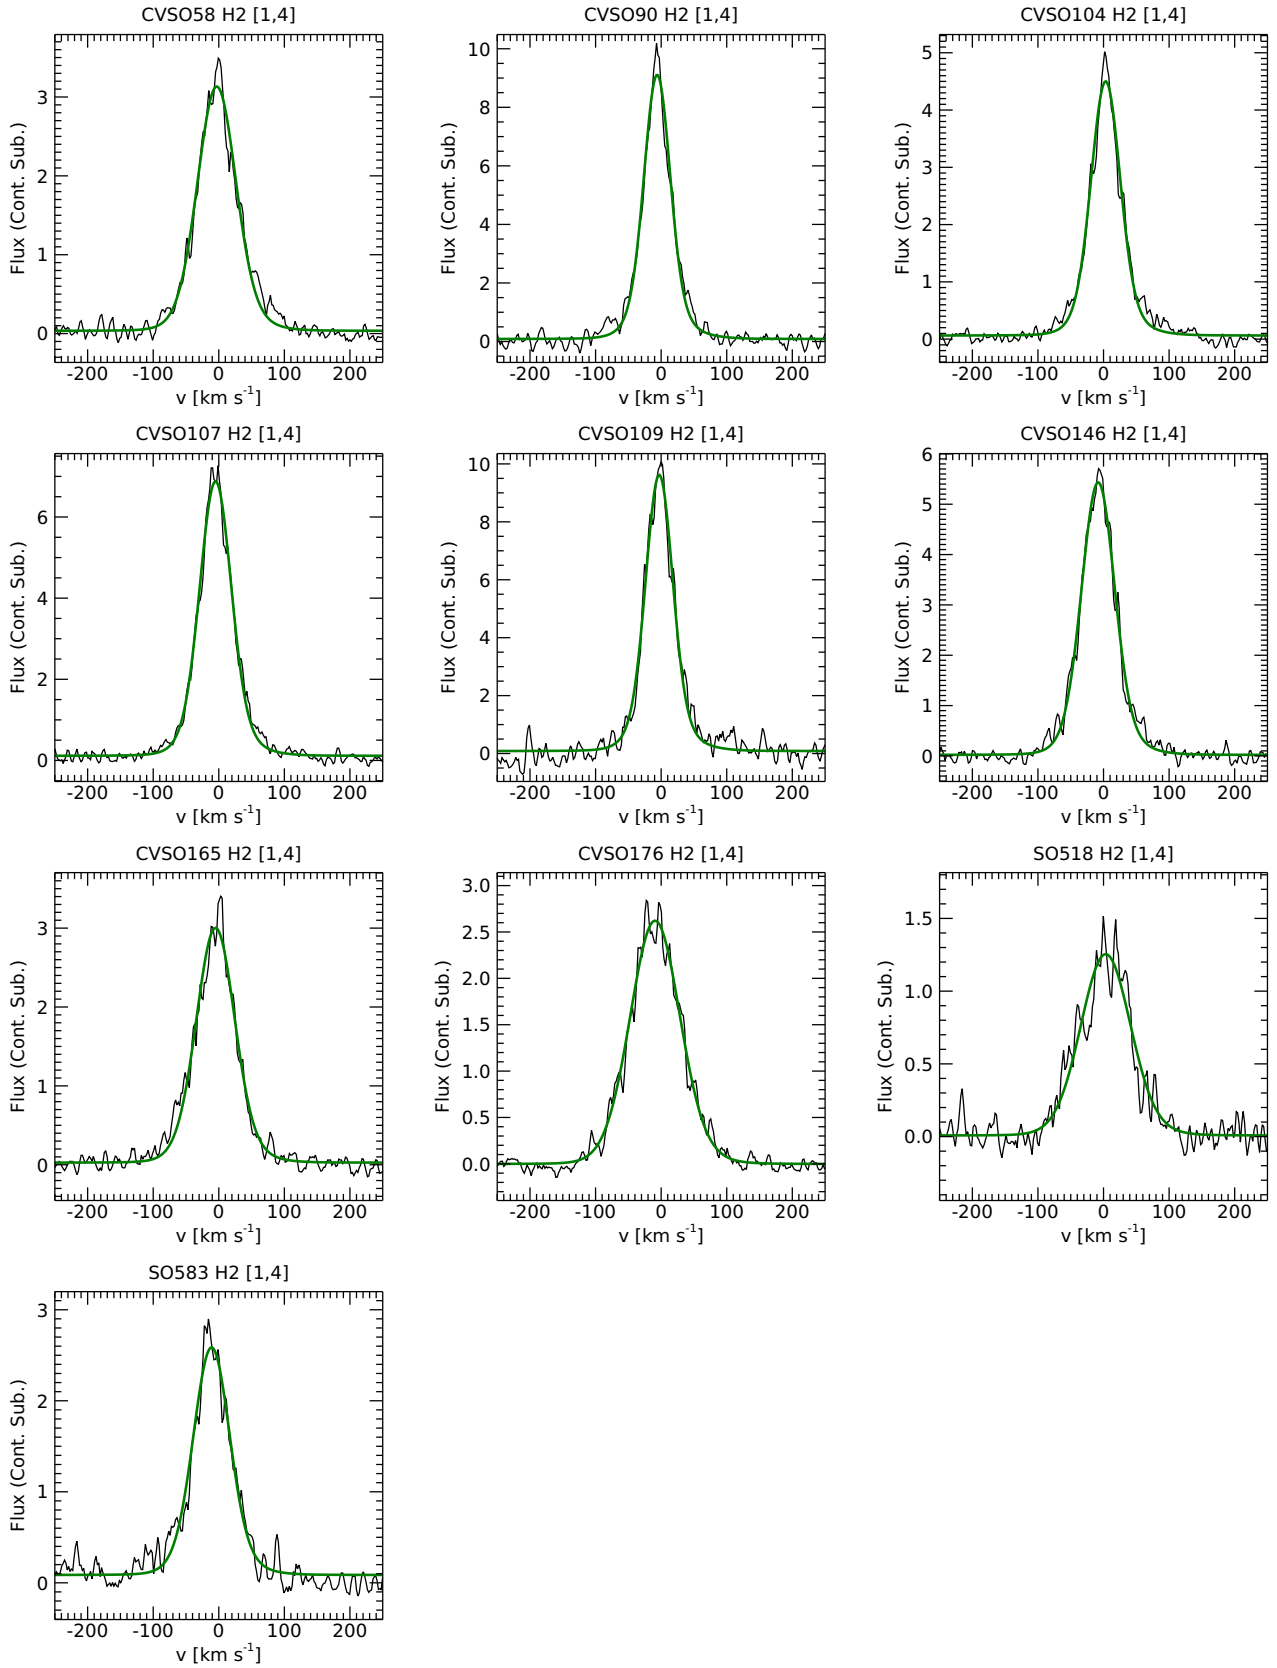 CVSO58 H2 [1,4]
Flux (Cont. Sub.)
3
2
1
0
-200 -100 0 100 200
v [km s-1]
CVSO90 H2 [1,4]
Flux (Cont. Sub.)
10
8
6
4
2
0
-200 -100 0 100 200
v [km s-1]
CVSO104 H2 [1,4]
Flux (Cont. Sub.)
5
4
3
2
1
0
-200 -100 0 100 200
v [km s-1]
CVSO107 H2 [1,4]
Flux (Cont. Sub.)
6
4
2
0
-200 -100 0 100 200
v [km s-1]
CVSO109 H2 [1,4]
Flux (Cont. Sub.)
10
8
6
4
2
0
-200 -100 0 100 200
v [km s-1]
CVSO146 H2 [1,4]
Flux (Cont. Sub.)
6
5
4
3
2
1
0
-200 -100 0 100 200
v [km s-1]
CVSO165 H2 [1,4]
Flux (Cont. Sub.)
3
2
1
0
-200 -100 0 100 200
v [km s-1]
CVSO176 H2 [1,4]
Flux (Cont. Sub.)
3.0
2.5
2.0
1.5
1.0
0.5
0.0
-200 -100 0 100 200
v [km s-1]
SO518 H2 [1,4]
Flux (Cont. Sub.)
1.5
1.0
0.5
0.0
-200 -100 0 100 200
v [km s-1]
SO583 H2 [1,4]
Flux (Cont. Sub.)
3
2
1
0
-200 -100 0 100 200
v [km s-1]